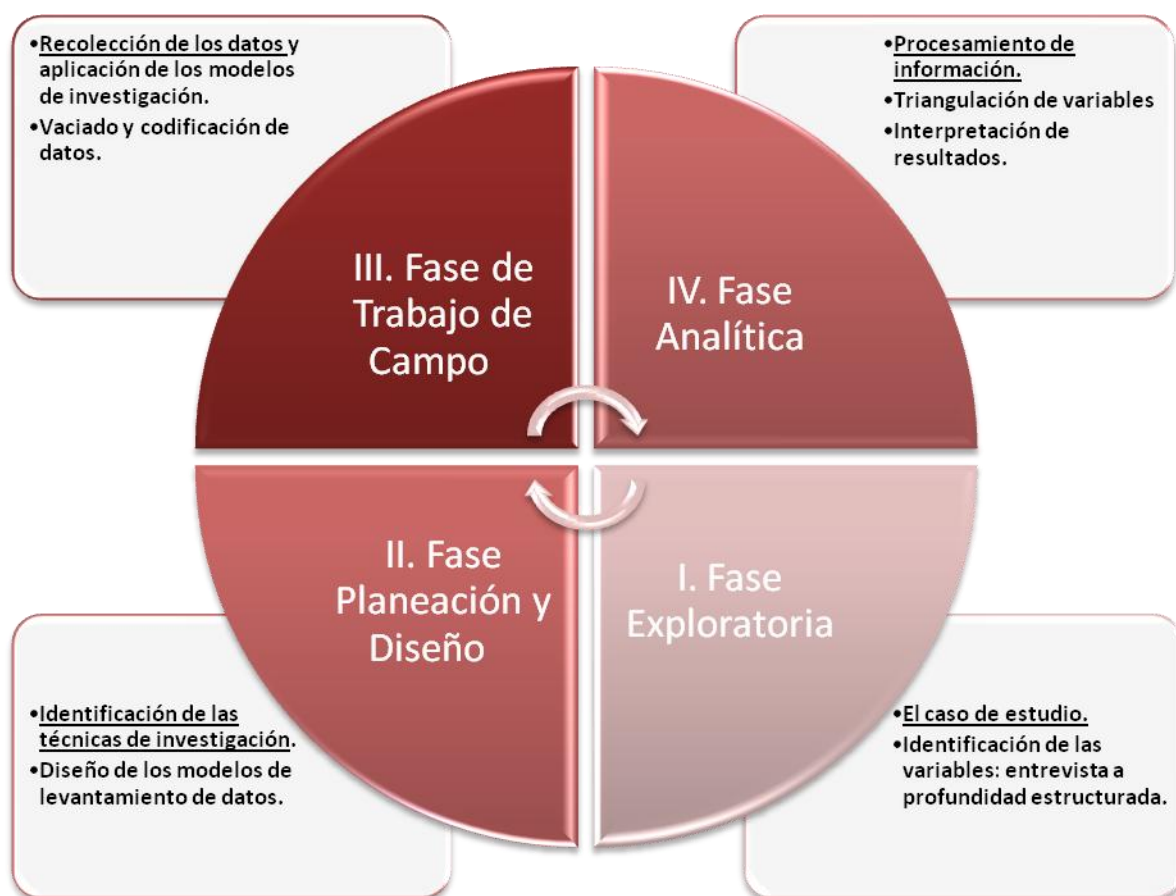 •Recolección de los datos y
aplicación de los modelos
de investigación.
•Vaciado y codificación de
datos.
•Procesamiento de
información.
•Triangulación de variables
•Interpretación de
resultados.
III. Fase de
Trabajo de
Campo
IV. Fase
Analítica
II. Fase
Planeación y
Diseño
I. Fase
Exploratoria
•Identificación de las
técnicas de investigación.
•Diseño de los modelos de
levantamiento de datos.
•El caso de estudio.
•Identificación de las
variables: entrevista a
profundidad estructurada.